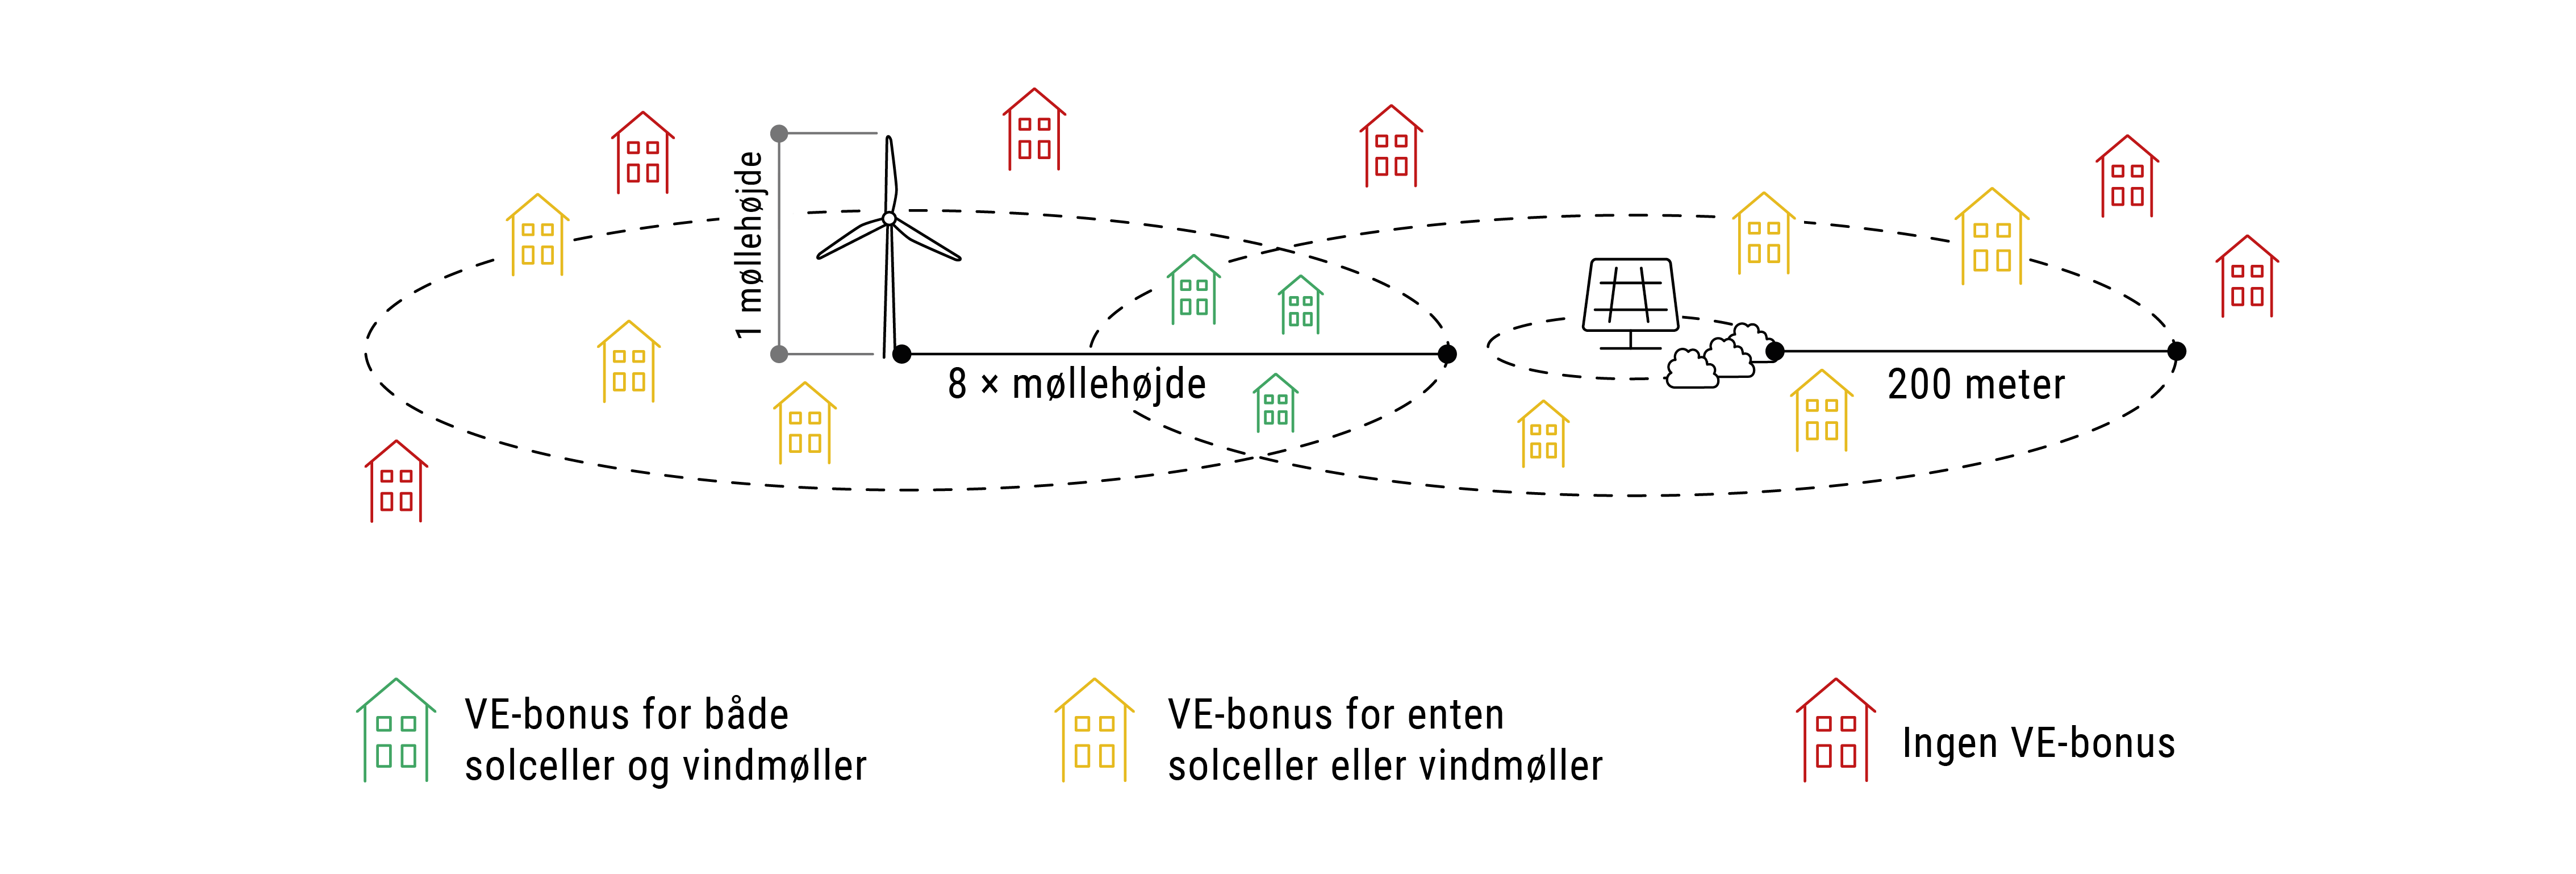 1 møllehøjde
8 × møllehøjde
200 meter
VE-bonus for både
solceller og vindmøller
VE-bonus for enten
solceller eller vindmøller
Ingen VE-bonus